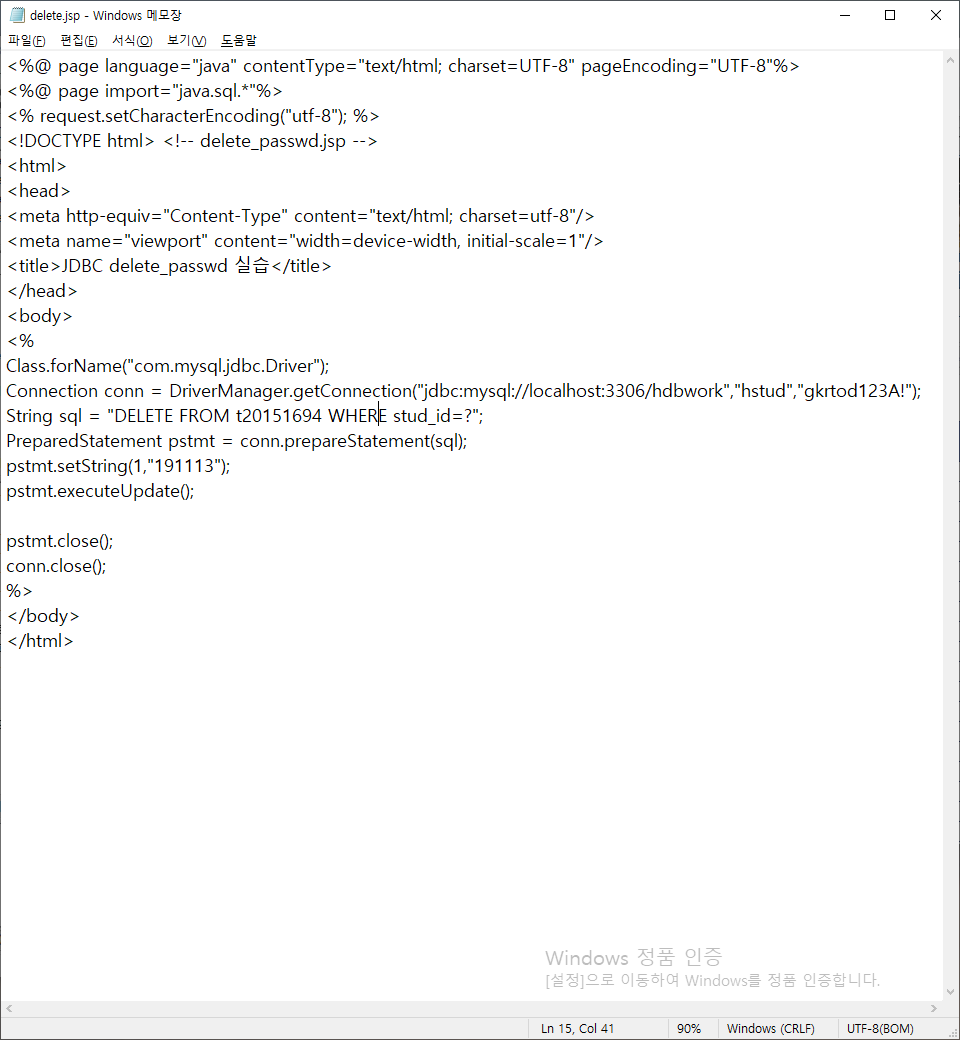 delete.jsp - Windows 메모장
파일(F) 편집(E) 서식(O) 보기(V) 도움말
<%@ page language="java" contentType="text/html; charset=UTF-8" pageEncoding="UTF-8"%>
<%@ page import="java.sql.*"%>
<% request.setCharacterEncoding("utf-8"); %>
<!DOCTYPE html> <!-- delete_passwd.jsp -->
<html>
<head>
<meta http-equiv="Content-Type" content="text/html; charset=utf-8"/>
<meta name="viewport" content="width=device-width, initial-scale=1"/>
<title>JDBC delete_passwd 실습</title>
</head>
<body>
<%
Class.forName("com.mysql.jdbc.Driver");
Connection conn = DriverManager.getConnection("jdbc:mysql://localhost:3306/hdbwork","hstud","gkrtod123A!");
String sql = "DELETE FROM t20151694 WHERE stud_id=?";
PreparedStatement pstmt = conn.prepareStatement(sql);
pstmt.setString(1,"191113");
pstmt.executeUpdate();

pstmt.close();
conn.close();
%>
</body>
</html>
Windows 정품 인증
[설정]으로 이동하여 Windows를 정품 인증합니다.
Ln 15, Col 41 90% Windows (CRLF) UTF-8(BOM)